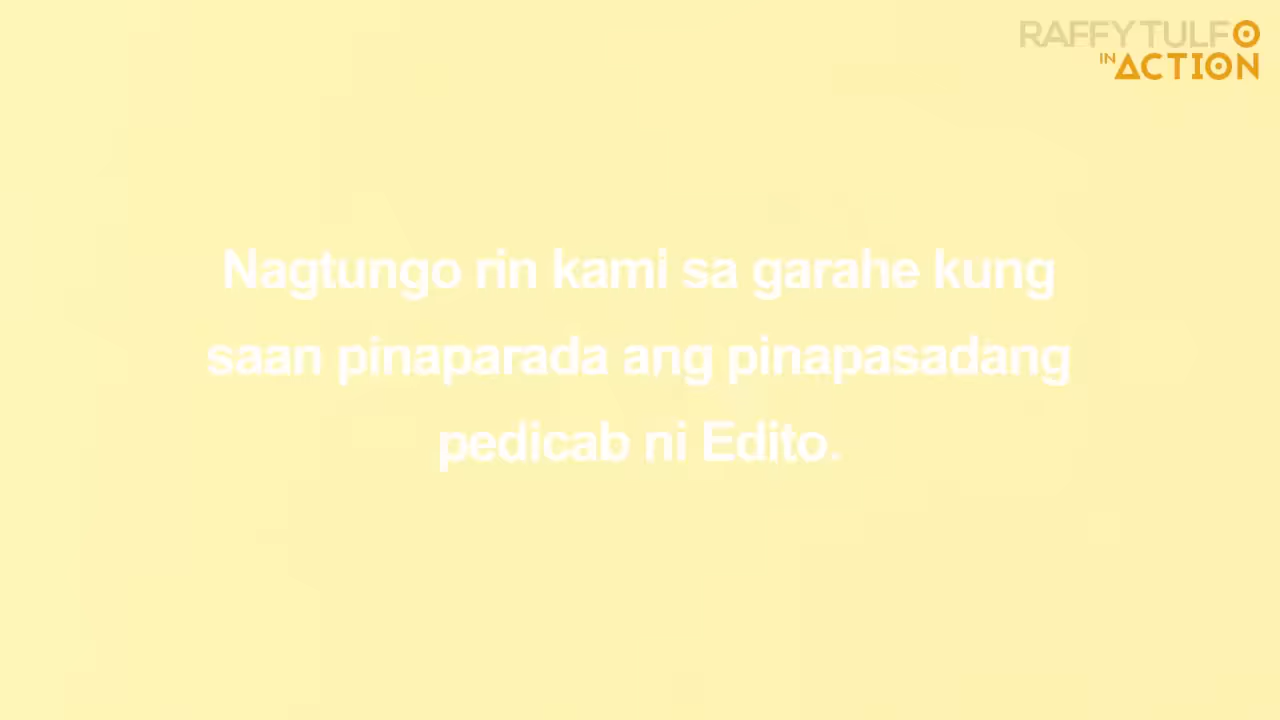 RAFFY TULFO
IN ACTION
Nagtungo rin kami sa garahe kung
saan pinaparada ang pinapasadang
pedicab ni Edito.